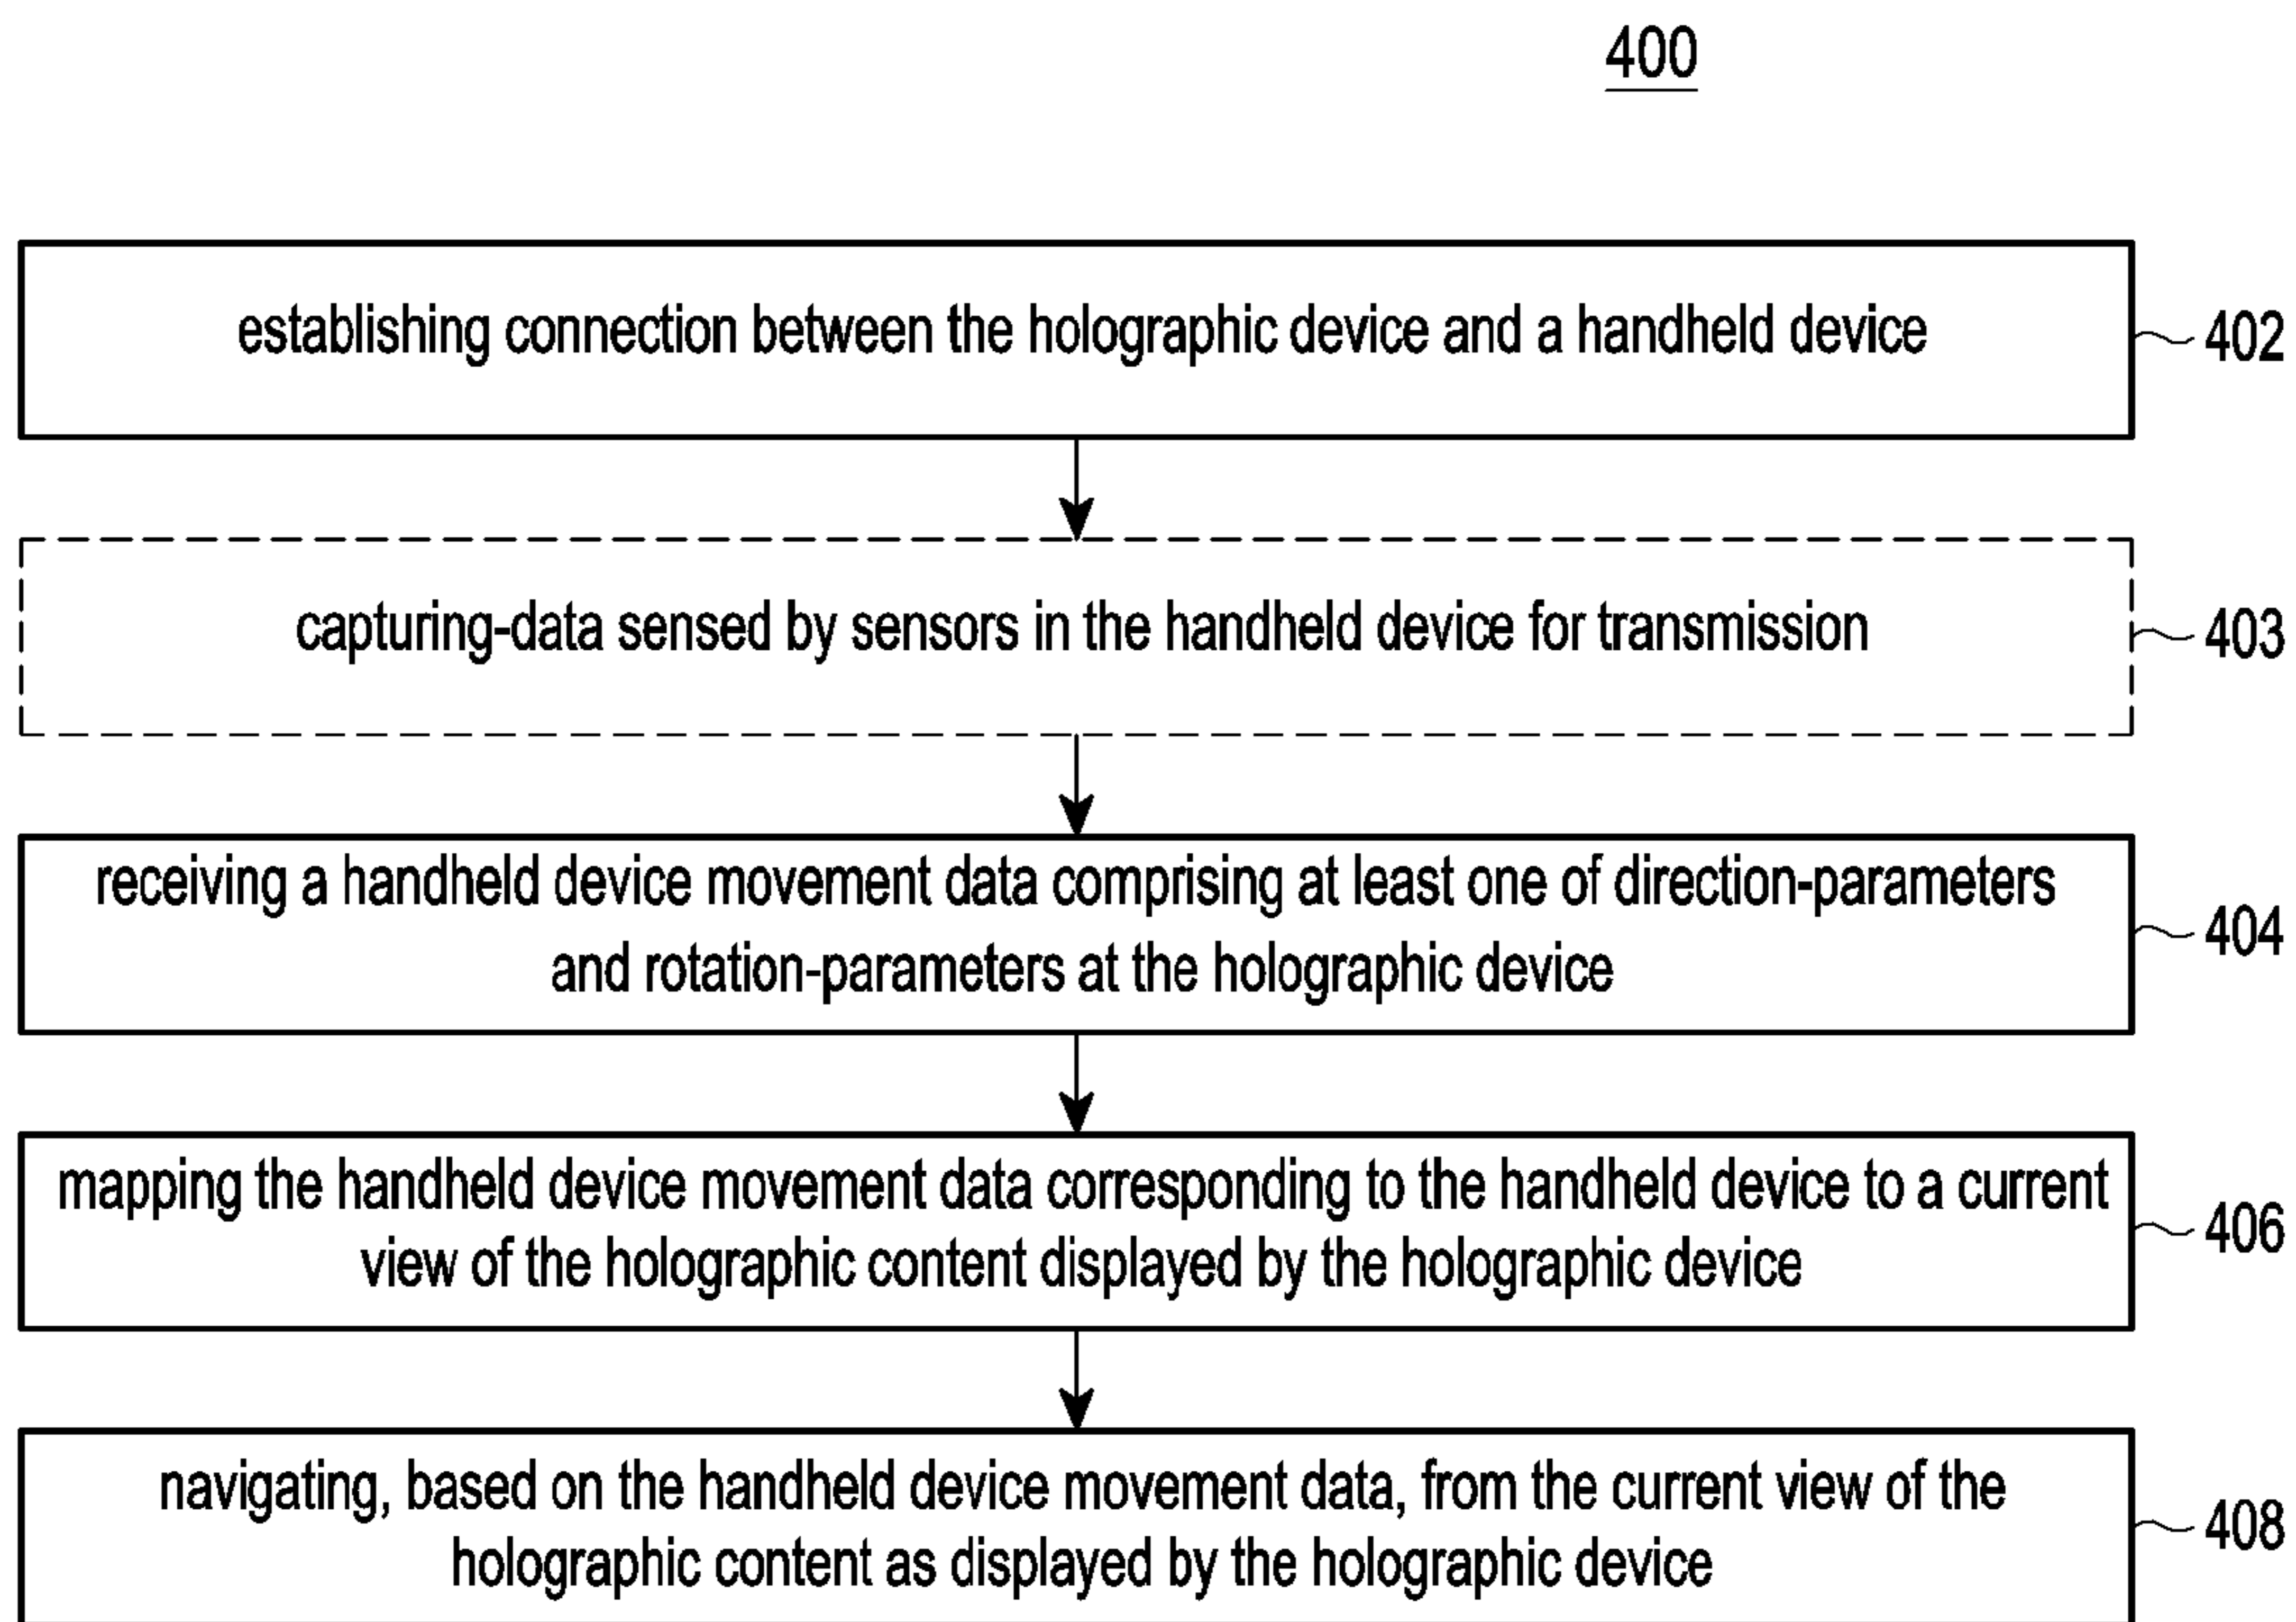 400
establishing connection between the holographic device and a handheld device
402
capturing-data sensed by sensors in the handheld device for transmission
403
receiving a handheld device movement data comprising at least one of direction-parameters
and rotation-parameters at the holographic device
404
mapping the handheld device movement data corresponding to the handheld device to a current
view of the holographic content displayed by the holographic device
406
navigating, based on the handheld device movement data, from the current view of the
holographic content as displayed by the holographic device
408